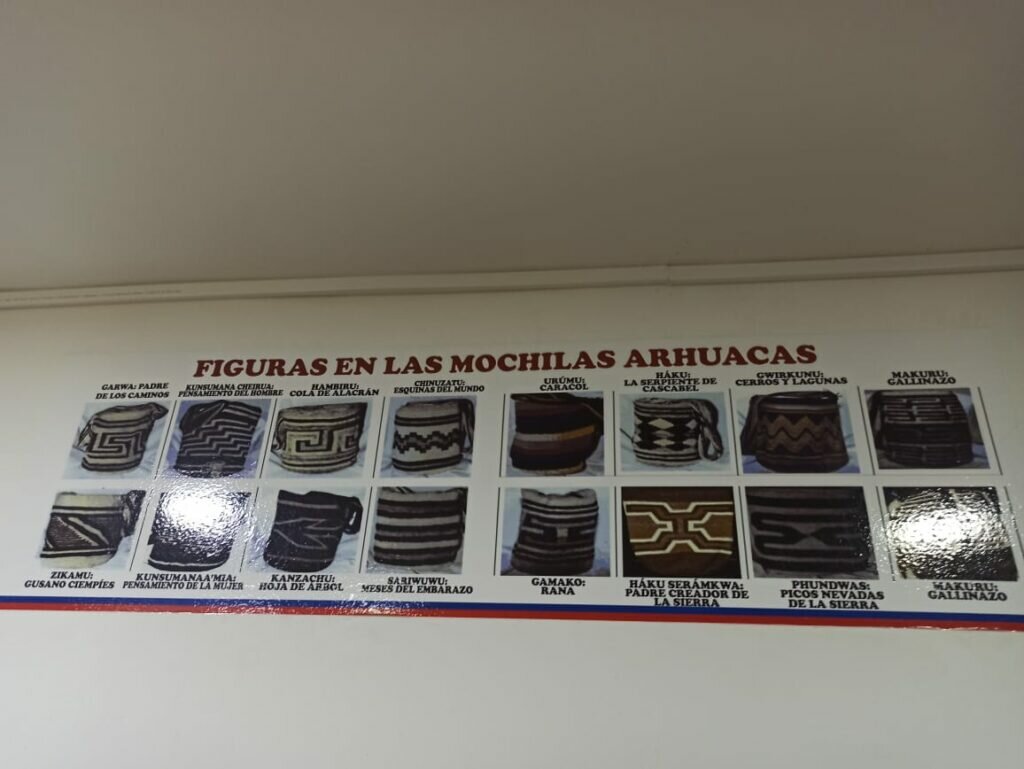 FIGURAS EN LAS MOCHILAS ARHUACAS
GARWA: PADRE
DE LOS CAMINOS
KUNSUMANA CHEIRUA:
PENSAMIENTO DEL HOMBRE
HAMBIRU:
COLA DE ALACRÁN
CHINUZATU:
ESQUINAS DEL MUNDO
URÚMU:
CARACOL
HÁKU:
LA SERPIENTE DE
CASCABEL
GWIRKUNU:
CERROS Y LAGUNAS
MAKURU:
GALLINAZO
ZIKAMU:
GUSANO CIEMPÍES
KUNSUMANAA'MIA:
PENSAMIENTO DE LA MUJER
KANZACHU:
HOJA DE ÁRBOL
SARIWUWU:
MESES DEL EMBARAZO
GAMAKO:
RANA
HÁKU SERÁMKWA:
PADRE CREADOR DE
LA SIERRA
PHUNDWAS:
PICOS NEVADAS
DE LA SIERRA
MAKURU:
GALLINAZO